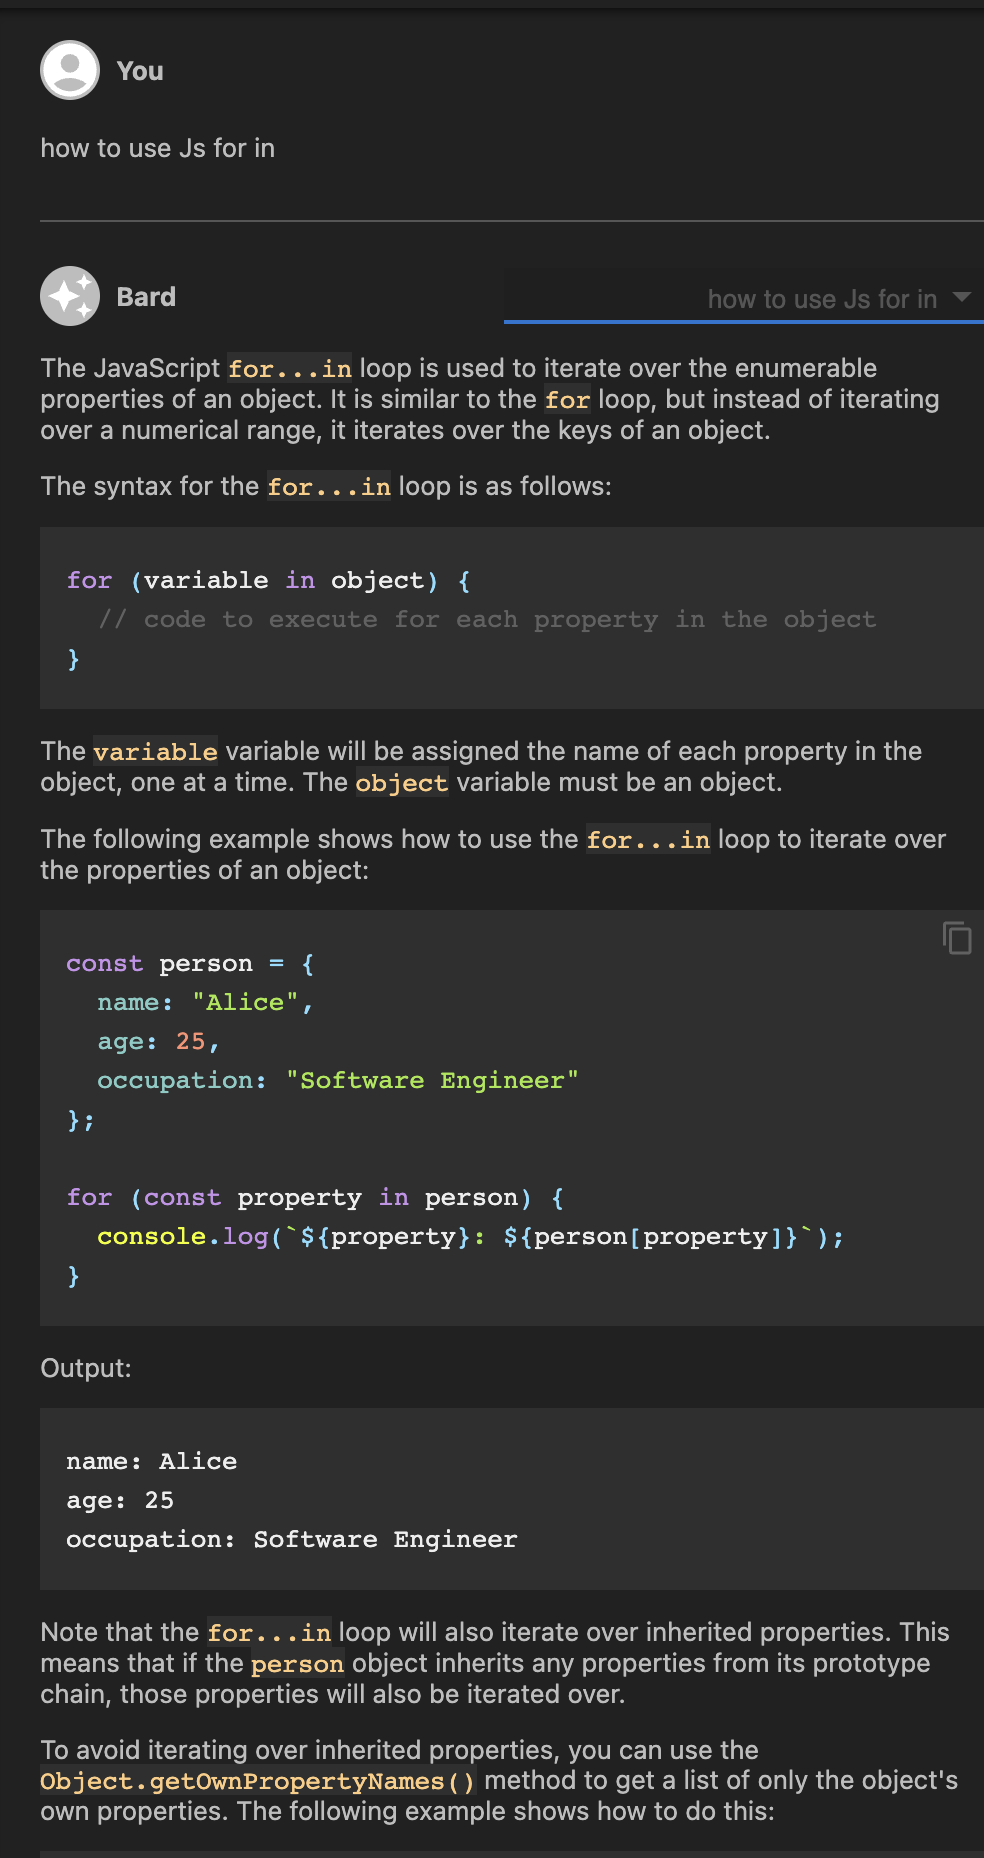 You
how to use Js for in
Bard
how to use Js for in
The JavaScript for...in loop is used to iterate over the enumerable
properties of an object. It is similar to the for loop, but instead of iterating
over a numerical range, it iterates over the keys of an object.
The syntax for the for...in loop is as follows:
for (variable in object) {
  // code to execute for each property in the object
}
The variable variable will be assigned the name of each property in the
object, one at a time. The object variable must be an object.
The following example shows how to use the for...in loop to iterate over
the properties of an object:
const person = {
  name: "Alice",
  age: 25,
  occupation: "Software Engineer"
};
for (const property in person) {
  console.log(`${property}: ${person[property]}`);
}
Output:
name: Alice
age: 25
occupation: Software Engineer
Note that the for...in loop will also iterate over inherited properties. This
means that if the person object inherits any properties from its prototype
chain, those properties will also be iterated over.
To avoid iterating over inherited properties, you can use the
Object.getOwnPropertyNames() method to get a list of only the object's
own properties. The following example shows how to do this: